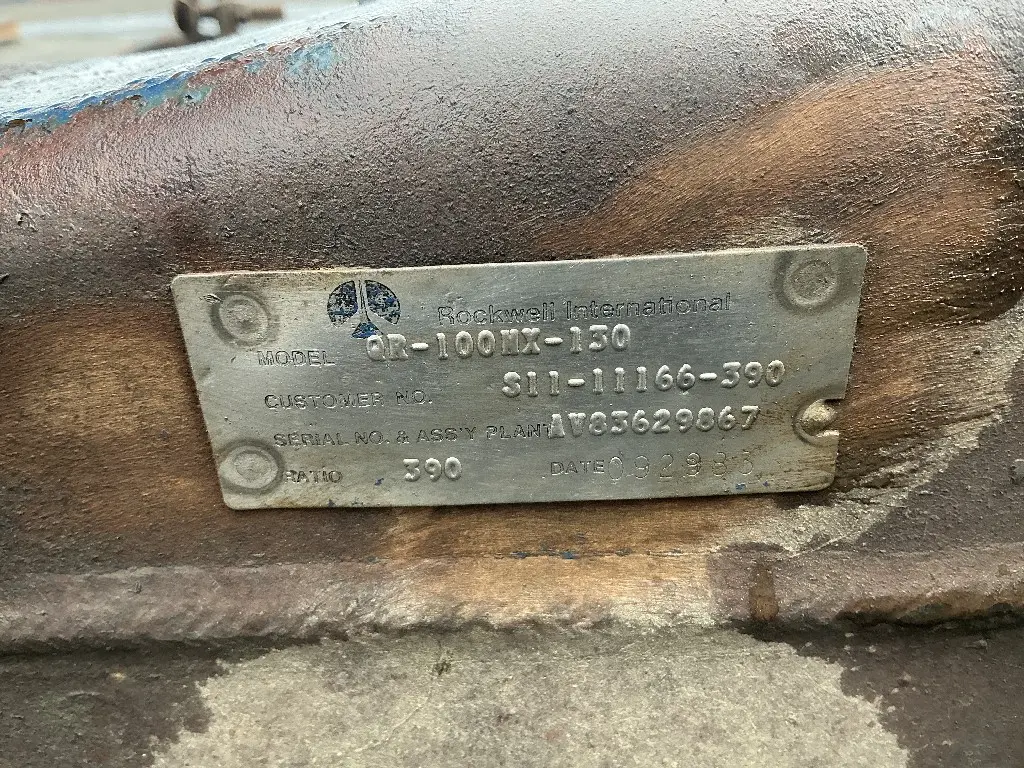 Rockwell International
MODEL QR-100NX-130
CUSTOMER NO. S11-11166-390
SERIAL NO. & ASS'Y PLANT AV83629867
RATIO 390 DATE 092983